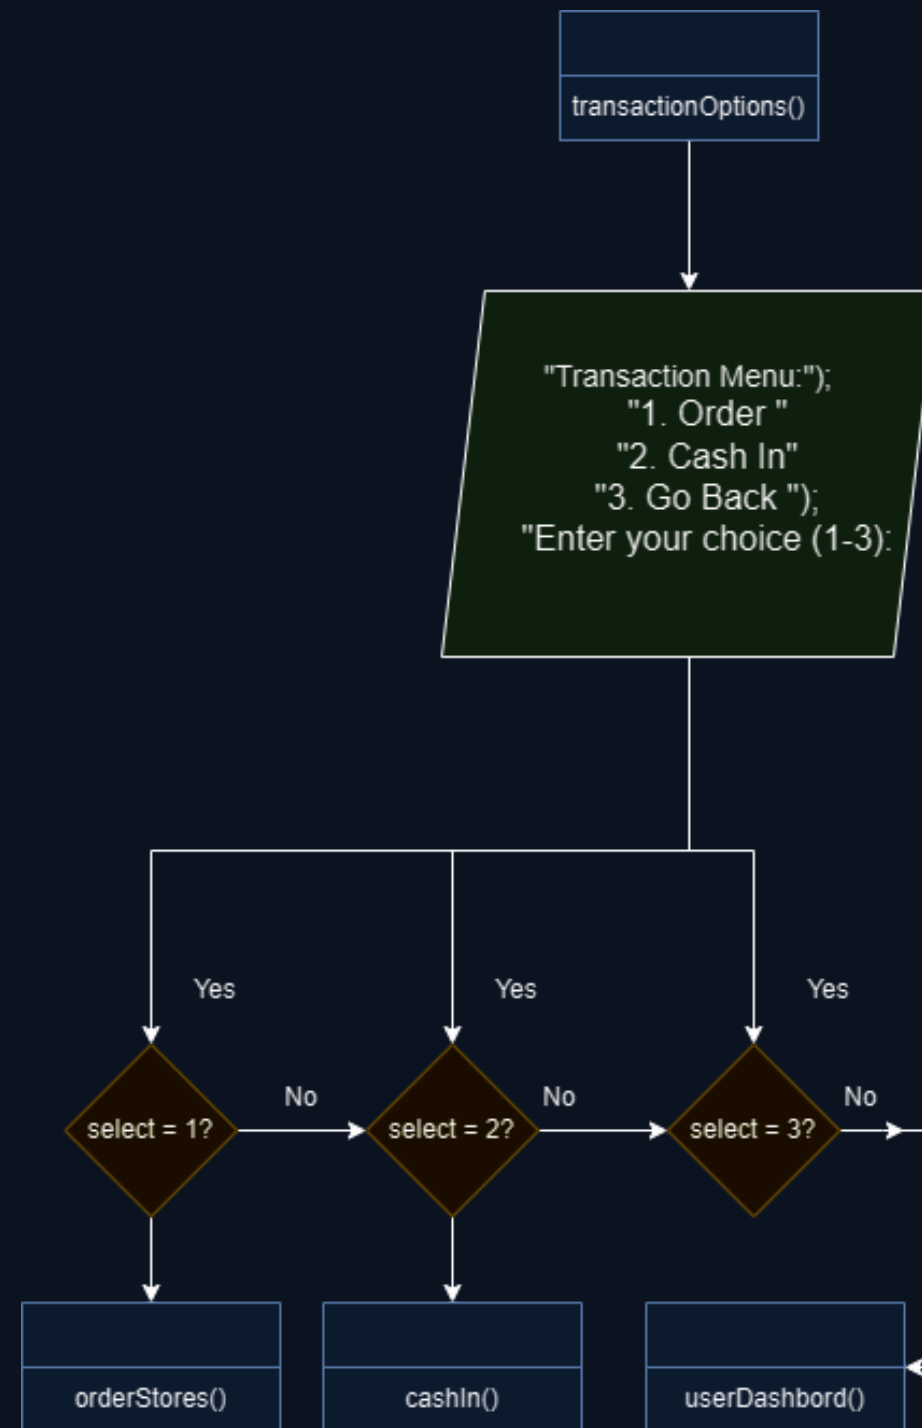 transactionOptions()
"Transaction Menu:");
"1. Order "
"2. Cash In"
"3. Go Back ");
"Enter your choice (1-3):
Yes
Yes
Yes
No
No
No
select = 1?
select = 2?
select = 3?
orderStores()
cashIn()
userDashbord()